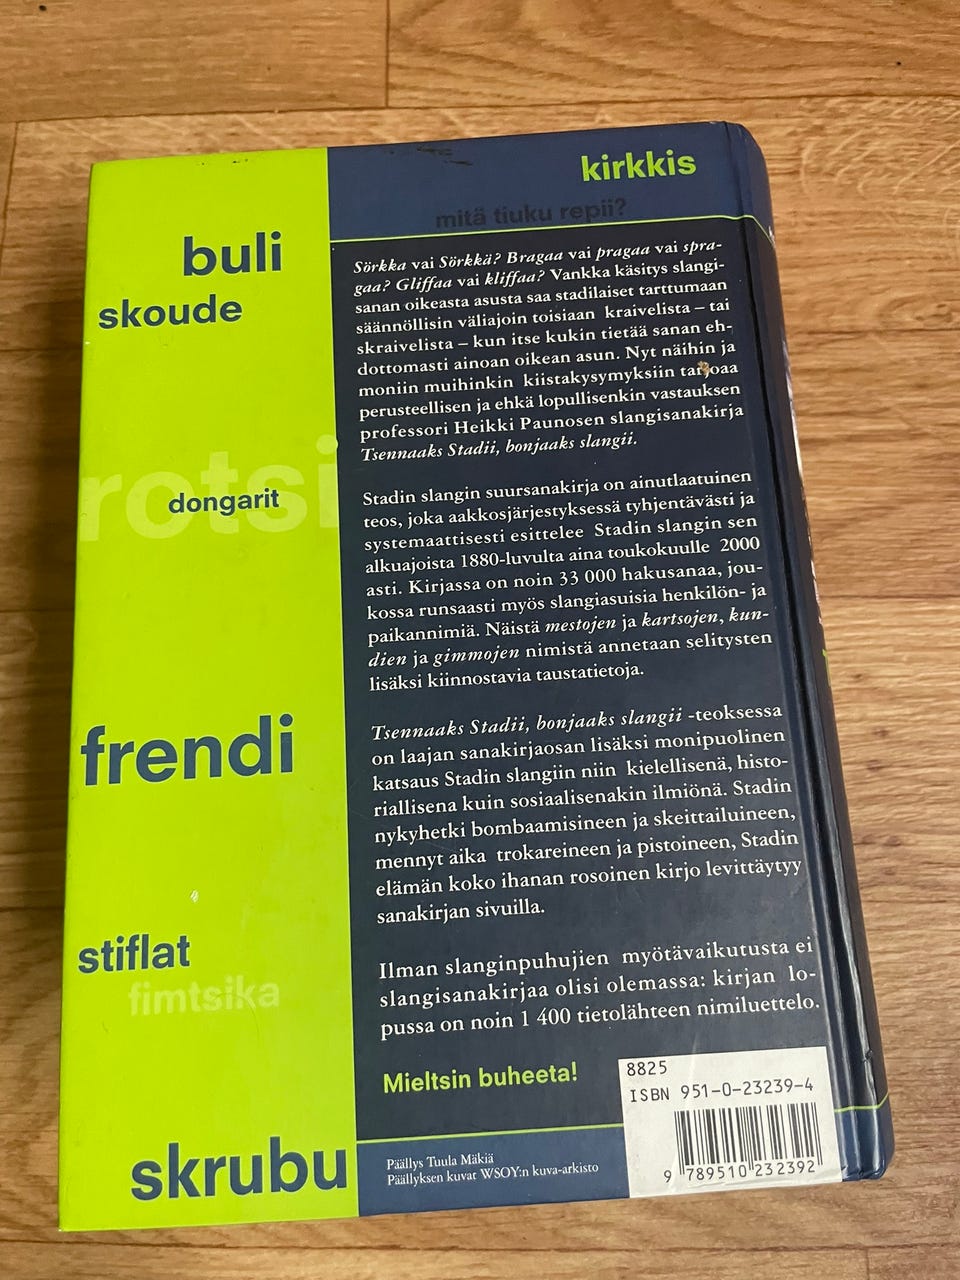 kirkkis
mitä tiuku repii?
buli
skoude
rotsi
dongarit
frendi
stiflat
fimtsika
skrubu
Sörkka vai Sörkkä? Bragaa vai pragaa vai spra-
gaa? Gliffaa vai kliffaa? Vankka käsitys slangi-
sanan oikeasta asusta saa stadilaiset tarttumaan
säännöllisin väliajoin toisiaan kraivelista – tai
skraivelista – kun itse kukin tietää sanan eh-
dottomasti ainoan oikean asun. Nyt näihin ja
moniin muihinkin kiistakysymyksiin tarjoaa
perusteellisen ja ehkä lopullisenkin vastauksen
professori Heikki Paunosen slangisanakirja
Tsennaaks Stadii, bonjaaks slangii.
Stadin slangin suursanakirja on ainutlaatuinen
teos, joka aakkosjärjestyksessä tyhjentävästi ja
systemaattisesti esittelee Stadin slangin sen
alkuajoista 1880-luvulta aina toukokuulle 2000
asti. Kirjassa on noin 33 000 hakusanaa, jou-
kossa runsaasti myös slangiasuisia henkilön- ja
paikannimiä. Näistä mestojen ja kartsojen, kun-
dien ja gimmojen nimistä annetaan selitysten
lisäksi kiinnostavia taustatietoja.
Tsennaaks Stadii, bonjaaks slangii -teoksessa
on laajan sanakirjaosan lisäksi monipuolinen
katsaus Stadin slangiin niin kielellisenä, histo-
riallisena kuin sosiaalisenakin ilmiönä. Stadin
nykyhetki bombaamisineen ja skeittailuineen,
mennyt aika trokareineen ja pistoineen, Stadin
elämän koko ihanan rosoinen kirjo levittäytyy
sanakirjan sivuilla.
Ilman slanginpuhujien myötävaikutusta ei
slangisanakirjaa olisi olemassa: kirjan lo-
pussa on noin 1 400 tietolähteen nimiluettelo.
Mieltsin buheeta!
Päällys Tuula Mäkiä
Päällyksen kuvat WSOY:n kuva-arkisto
8825
ISBN 951-0-23239-4
9 789510 232392